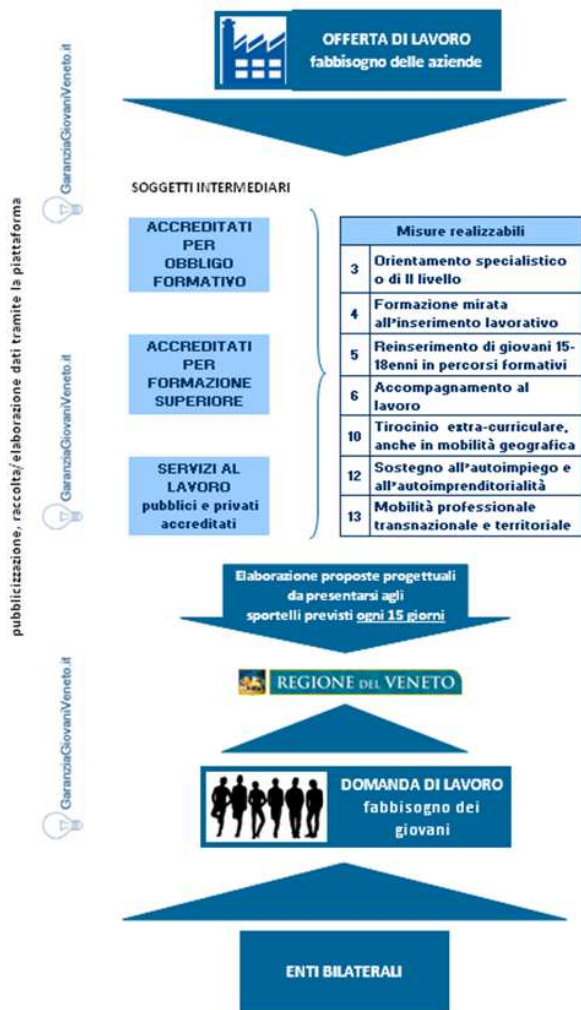 OFFERTA DI LAVORO
fabbisogno delle aziende
GaranziaGiovaniVeneto.it
SOGGETTI INTERMEDIARI
ACCREDITATI
PER
OBBLIGO
FORMATIVO
ACCREDITATI
PER
FORMAZIONE
SUPERIORE
SERVIZI AL
LAVORO
pubblici e privati
accreditati
Misure realizzabili
3 Orientamento specialistico
o di II livello
4 Formazione mirata
all'inserimento lavorativo
5 Reinserimento di giovani 15-
18enni in percorsi formativi
6 Accompagnamento al
lavoro
10 Tirocinio extra-curriculare,
anche in mobilità geografica
12 Sostegno all'autoimpiego e
all'autoimprenditorialità
13 Mobilità professionale
transnazionale e territoriale
pubblicizzazione, raccolta/elaborazione dati tramite la piattaforma
GaranziaGiovaniVeneto.it
Elaborazione proposte progettuali
da presentarsi agli
sportelli previsti ogni 15 giorni
REGIONE DEL VENETO
GaranziaGiovaniVeneto.it
DOMANDA DI LAVORO
fabbisogno dei
giovani
ENTI BILATERALI